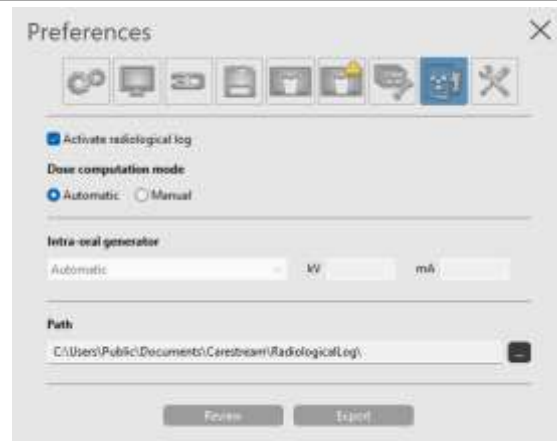 Preferences
Activate radiological log
Dose computation mode
Automatic Manual
Intra-oral generator
Automatic kV mA
Path
C:\Users\Public\Documents\Carestream\RadiologicalLog\
...
Review Export